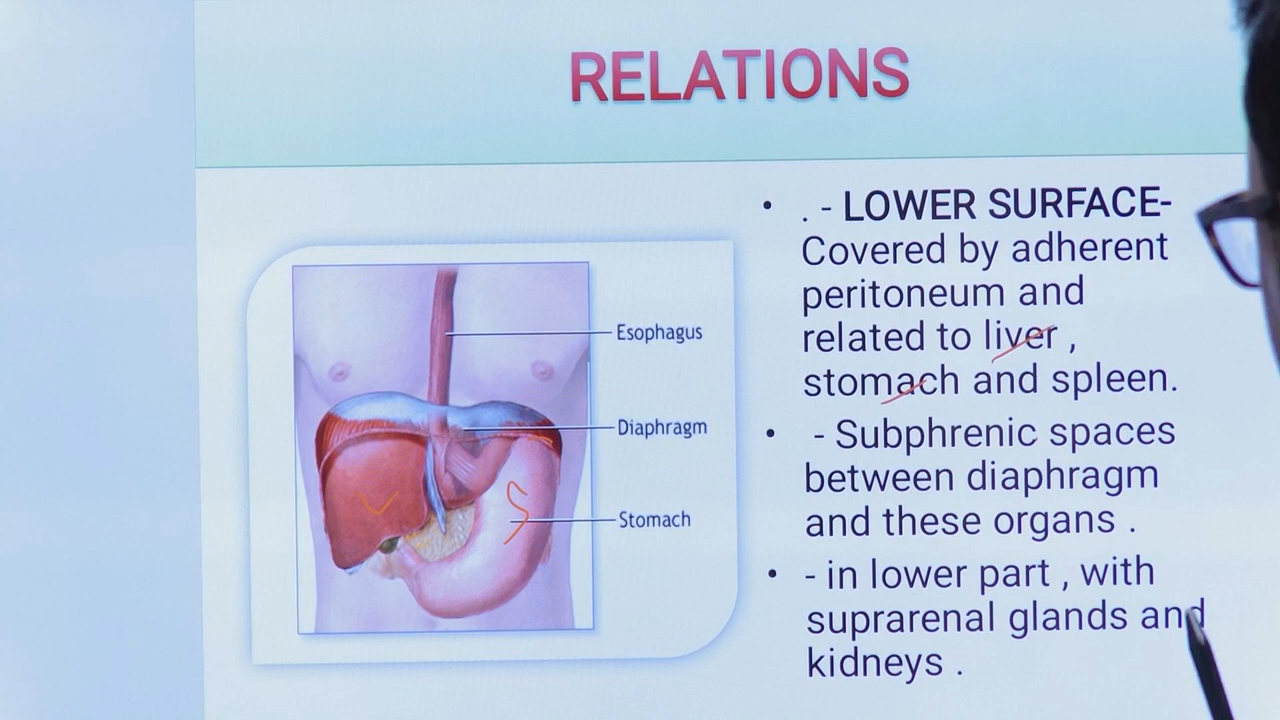 RELATIONS
. - LOWER SURFACE-
Covered by adherent
peritoneum and
related to liver ,
stomach and spleen.
- Subphrenic spaces
between diaphragm
and these organs .
- in lower part , with
suprarenal glands and
kidneys .
Esophagus
Diaphragm
Stomach
S